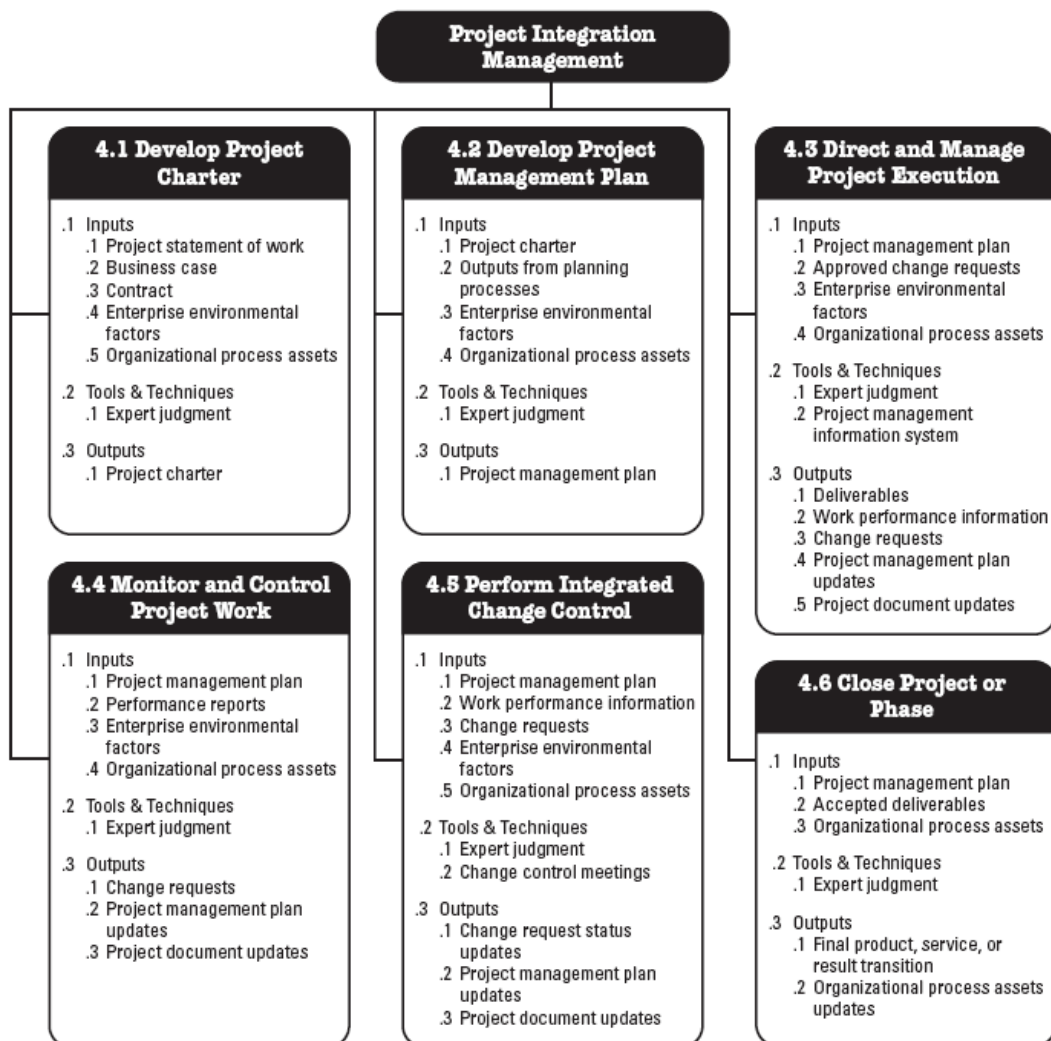 Project Integration
Management
4.1 Develop Project
Charter
.1 Inputs
.1 Project statement of work
.2 Business case
.3 Contract
.4 Enterprise environmental
factors
.5 Organizational process assets
.2 Tools & Techniques
.1 Expert judgment
.3 Outputs
.1 Project charter
4.2 Develop Project
Management Plan
.1 Inputs
.1 Project charter
.2 Outputs from planning
processes
.3 Enterprise environmental
factors
.4 Organizational process assets
.2 Tools & Techniques
.1 Expert judgment
.3 Outputs
.1 Project management plan
4.3 Direct and Manage
Project Execution
.1 Inputs
.1 Project management plan
.2 Approved change requests
.3 Enterprise environmental
factors
.4 Organizational process assets
.2 Tools & Techniques
.1 Expert judgment
.2 Project management
information system
.3 Outputs
.1 Deliverables
.2 Work performance information
.3 Change requests
.4 Project management plan
updates
.5 Project document updates
4.4 Monitor and Control
Project Work
.1 Inputs
.1 Project management plan
.2 Performance reports
.3 Enterprise environmental
factors
.4 Organizational process assets
.2 Tools & Techniques
.1 Expert judgment
.3 Outputs
.1 Change requests
.2 Project management plan
updates
.3 Project document updates
4.5 Perform Integrated
Change Control
.1 Inputs
.1 Project management plan
.2 Work performance information
.3 Change requests
.4 Enterprise environmental
factors
.5 Organizational process assets
.2 Tools & Techniques
.1 Expert judgment
.2 Change control meetings
.3 Outputs
.1 Change request status
updates
.2 Project management plan
updates
.3 Project document updates
4.6 Close Project or
Phase
.1 Inputs
.1 Project management plan
.2 Accepted deliverables
.3 Organizational process assets
.2 Tools & Techniques
.1 Expert judgment
.3 Outputs
.1 Final product, service, or
result transition
.2 Organizational process assets
updates